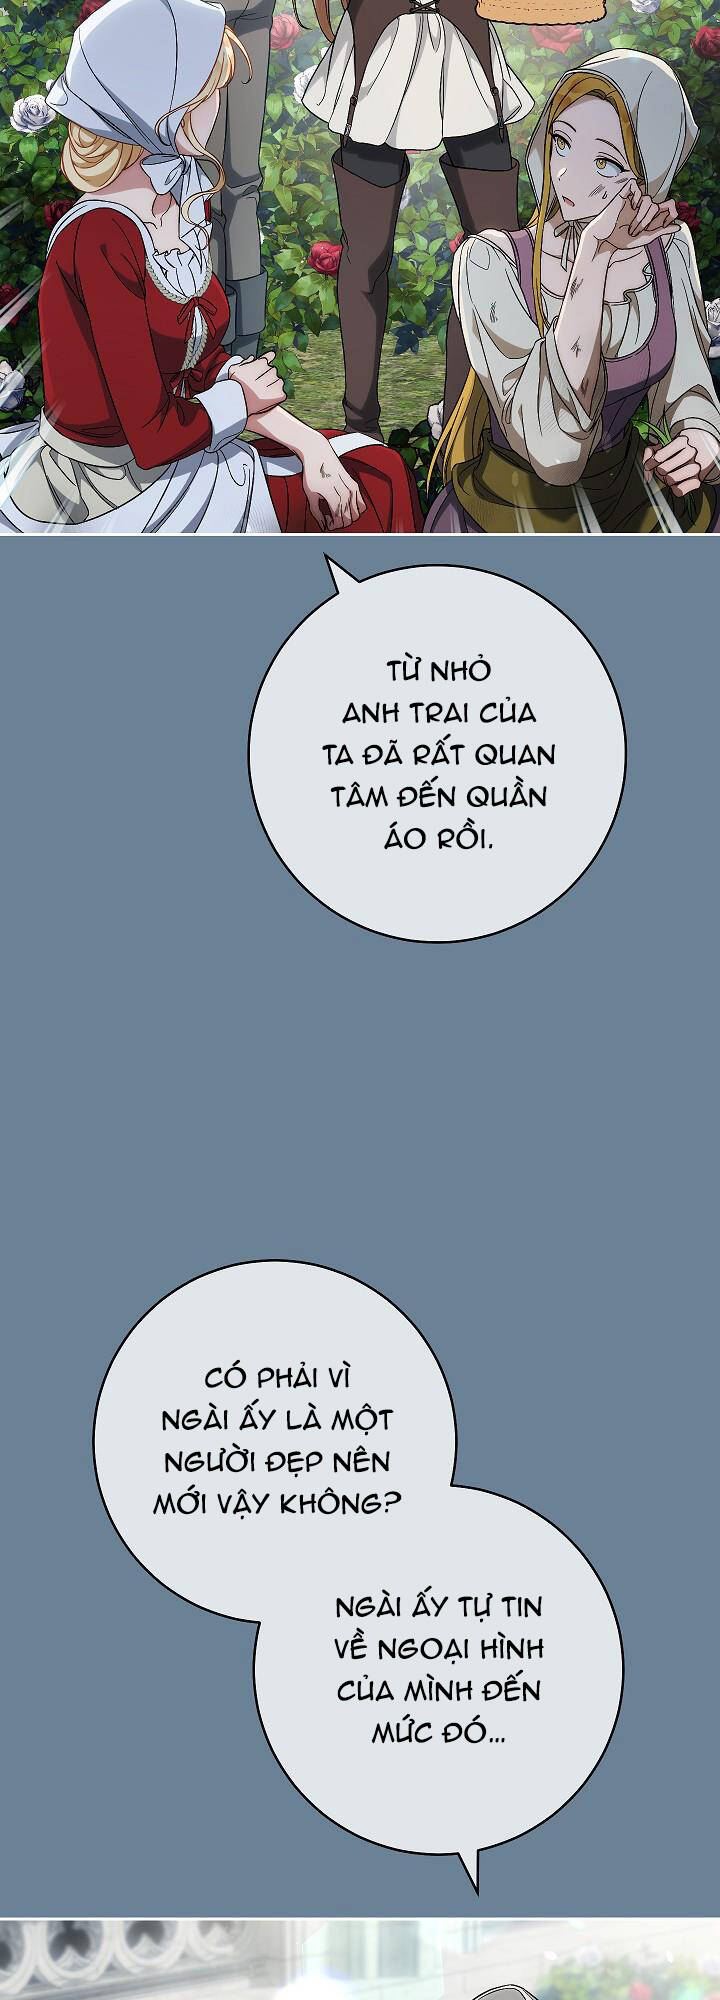 TỪ NHỎ
ANH TRAI CỦA
TA ĐÃ RẤT QUAN
TÂM ĐẾN QUẦN
ÁO RỒI.
CÓ PHẢI VÌ
NGÀI ẤY LÀ MỘT
NGƯỜI ĐẸP NÊN
MỚI VẬY KHÔNG?
NGÀI ẤY TỰ TIN
VỀ NGOẠI HÌNH
CỦA MÌNH ĐẾN
MỨC ĐÓ...